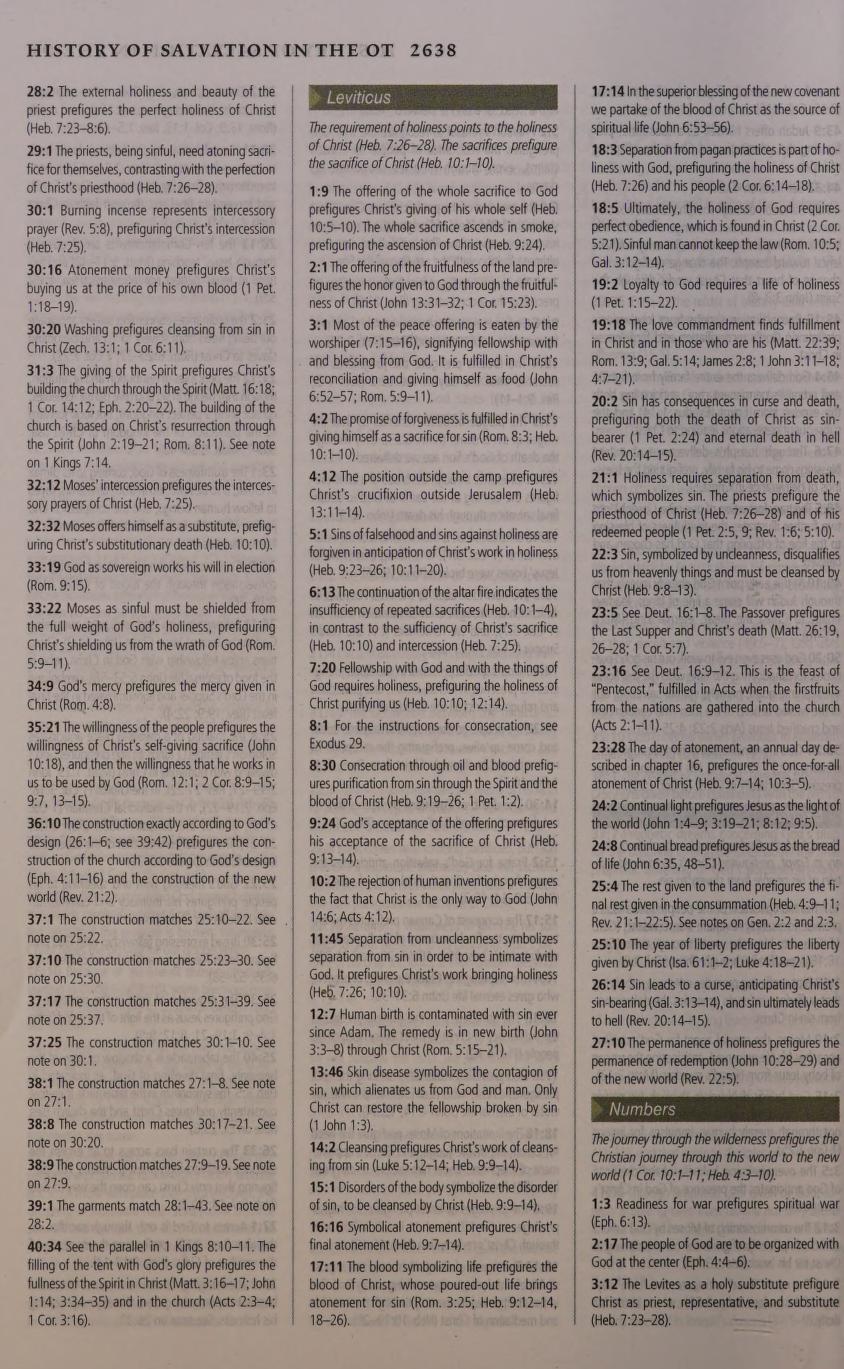 HISTORY OF SALVATION IN THE OT 2638
28:2 The external holiness and beauty of the
priest prefigures the perfect holiness of Christ
(Heb. 7:23–8:6).
29:1 The priests, being sinful, need atoning sacri-
fice for themselves, contrasting with the perfection
of Christ's priesthood (Heb. 7:26–28).
30:1 Burning incense represents intercessory
prayer (Rev. 5:8), prefiguring Christ's intercession
(Heb. 7:25).
30:16 Atonement money prefigures Christ's
buying us at the price of his own blood (1 Pet.
1:18–19).
30:20 Washing prefigures cleansing from sin in
Christ (Zech. 13:1; 1 Cor. 6:11).
31:3 The giving of the Spirit prefigures Christ's
building the church through the Spirit (Matt. 16:18;
1 Cor. 14:12; Eph. 2:20–22). The building of the
church is based on Christ's resurrection through
the Spirit (John 2:19–21; Rom. 8:11). See note
on 1 Kings 7:14.
32:12 Moses' intercession prefigures the interces-
sory prayers of Christ (Heb. 7:25).
32:32 Moses offers himself as a substitute, prefig-
uring Christ's substitutionary death (Heb. 10:10).
33:19 God as sovereign works his will in election
(Rom. 9:15).
33:22 Moses as sinful must be shielded from
the full weight of God's holiness, prefiguring
Christ's shielding us from the wrath of God (Rom.
5:9–11).
34:9 God's mercy prefigures the mercy given in
Christ (Rom. 4:8).
35:21 The willingness of the people prefigures the
willingness of Christ's self-giving sacrifice (John
10:18), and then the willingness that he works in
us to be used by God (Rom. 12:1; 2 Cor. 8:9–15;
9:7, 13–15).
36:10 The construction exactly according to God's
design (26:1–6; see 39:42) prefigures the con-
struction of the church according to God's design
(Eph. 4:11–16) and the construction of the new
world (Rev. 21:2).
37:1 The construction matches 25:10–22. See
note on 25:22.
37:10 The construction matches 25:23–30. See
note on 25:30.
37:17 The construction matches 25:31–39. See
note on 25:37.
37:25 The construction matches 30:1–10. See
note on 30:1.
38:1 The construction matches 27:1–8. See note
on 27:1.
38:8 The construction matches 30:17–21. See
note on 30:20.
38:9 The construction matches 27:9–19. See note
on 27:9.
39:1 The garments match 28:1–43. See note on
28:2.
40:34 See the parallel in 1 Kings 8:10–11. The
filling of the tent with God's glory prefigures the
fullness of the Spirit in Christ (Matt. 3:16–17; John
1:14; 3:34–35) and in the church (Acts 2:3–4;
1 Cor. 3:16).
Leviticus
The requirement of holiness points to the holiness
of Christ (Heb. 7:26–28). The sacrifices prefigure
the sacrifice of Christ (Heb. 10:1–10).
1:9 The offering of the whole sacrifice to God
prefigures Christ's giving of his whole self (Heb.
10:5–10). The whole sacrifice ascends in smoke,
prefiguring the ascension of Christ (Heb. 9:24).
2:1 The offering of the fruitfulness of the land pre-
figures the honor given to God through the fruitful-
ness of Christ (John 13:31–32; 1 Cor. 15:23).
3:1 Most of the peace offering is eaten by the
worshiper (7:15–16), signifying fellowship with
and blessing from God. It is fulfilled in Christ's
reconciliation and giving himself as food (John
6:52–57; Rom. 5:9–11).
4:2 The promise of forgiveness is fulfilled in Christ's
giving himself as a sacrifice for sin (Rom. 8:3; Heb.
10:1–10).
4:12 The position outside the camp prefigures
Christ's crucifixion outside Jerusalem (Heb.
13:11–14).
5:1 Sins of falsehood and sins against holiness are
forgiven in anticipation of Christ's work in holiness
(Heb. 9:23–26; 10:11–20).
6:13 The continuation of the altar fire indicates the
insufficiency of repeated sacrifices (Heb. 10:1–4),
in contrast to the sufficiency of Christ's sacrifice
(Heb. 10:10) and intercession (Heb. 7:25).
7:20 Fellowship with God and with the things of
God requires holiness, prefiguring the holiness of
Christ purifying us (Heb. 10:10; 12:14).
8:1 For the instructions for consecration, see
Exodus 29.
8:30 Consecration through oil and blood prefig-
ures purification from sin through the Spirit and the
blood of Christ (Heb. 9:19–26; 1 Pet. 1:2).
9:24 God's acceptance of the offering prefigures
his acceptance of the sacrifice of Christ (Heb.
9:13–14).
10:2 The rejection of human inventions prefigures
the fact that Christ is the only way to God (John
14:6; Acts 4:12).
11:45 Separation from uncleanness symbolizes
separation from sin in order to be intimate with
God. It prefigures Christ's work bringing holiness
(Heb. 7:26; 10:10).
12:7 Human birth is contaminated with sin ever
since Adam. The remedy is in new birth (John
3:3–8) through Christ (Rom. 5:15–21).
13:46 Skin disease symbolizes the contagion of
sin, which alienates us from God and man. Only
Christ can restore the fellowship broken by sin
(1 John 1:3).
14:2 Cleansing prefigures Christ's work of cleans-
ing from sin (Luke 5:12–14; Heb. 9:9–14).
15:1 Disorders of the body symbolize the disorder
of sin, to be cleansed by Christ (Heb. 9:9–14).
16:16 Symbolical atonement prefigures Christ's
final atonement (Heb. 9:7–14).
17:11 The blood symbolizing life prefigures the
blood of Christ, whose poured-out life brings
atonement for sin (Rom. 3:25; Heb. 9:12–14,
18–26).
17:14 In the superior blessing of the new covenant
we partake of the blood of Christ as the source of
spiritual life (John 6:53–56).
18:3 Separation from pagan practices is part of ho-
liness with God, prefiguring the holiness of Christ
(Heb. 7:26) and his people (2 Cor. 6:14–18).
18:5 Ultimately, the holiness of God requires
perfect obedience, which is found in Christ (2 Cor.
5:21). Sinful man cannot keep the law (Rom. 10:5;
Gal. 3:12–14).
19:2 Loyalty to God requires a life of holiness
(1 Pet. 1:15–22).
19:18 The love commandment finds fulfillment
in Christ and in those who are his (Matt. 22:39;
Rom. 13:9; Gal. 5:14; James 2:8; 1 John 3:11–18;
4:7–21).
20:2 Sin has consequences in curse and death,
prefiguring both the death of Christ as sin-
bearer (1 Pet. 2:24) and eternal death in hell
(Rev. 20:14–15).
21:1 Holiness requires separation from death,
which symbolizes sin. The priests prefigure the
priesthood of Christ (Heb. 7:26–28) and of his
redeemed people (1 Pet. 2:5, 9; Rev. 1:6; 5:10).
22:3 Sin, symbolized by uncleanness, disqualifies
us from heavenly things and must be cleansed by
Christ (Heb. 9:8–13).
23:5 See Deut. 16:1–8. The Passover prefigures
the Last Supper and Christ's death (Matt. 26:19,
26–28; 1 Cor. 5:7).
23:16 See Deut. 16:9–12. This is the feast of
"Pentecost," fulfilled in Acts when the firstfruits
from the nations are gathered into the church
(Acts 2:1–11).
23:28 The day of atonement, an annual day de-
scribed in chapter 16, prefigures the once-for-all
atonement of Christ (Heb. 9:7–14; 10:3–5).
24:2 Continual light prefigures Jesus as the light of
the world (John 1:4–9; 3:19–21; 8:12; 9:5).
24:8 Continual bread prefigures Jesus as the bread
of life (John 6:35, 48–51).
25:4 The rest given to the land prefigures the fi-
nal rest given in the consummation (Heb. 4:9–11;
Rev. 21:1–22:5). See notes on Gen. 2:2 and 2:3.
25:10 The year of liberty prefigures the liberty
given by Christ (Isa. 61:1–2; Luke 4:18–21).
26:14 Sin leads to a curse, anticipating Christ's
sin-bearing (Gal. 3:13–14), and sin ultimately leads
to hell (Rev. 20:14–15).
27:10 The permanence of holiness prefigures the
permanence of redemption (John 10:28–29) and
of the new world (Rev. 22:5).
Numbers
The journey through the wilderness prefigures the
Christian journey through this world to the new
world (1 Cor. 10:1–11; Heb. 4:3–10).
1:3 Readiness for war prefigures spiritual war
(Eph. 6:13).
2:17 The people of God are to be organized with
God at the center (Eph. 4:4–6).
3:12 The Levites as a holy substitute prefigure
Christ as priest, representative, and substitute
(Heb. 7:23–28).